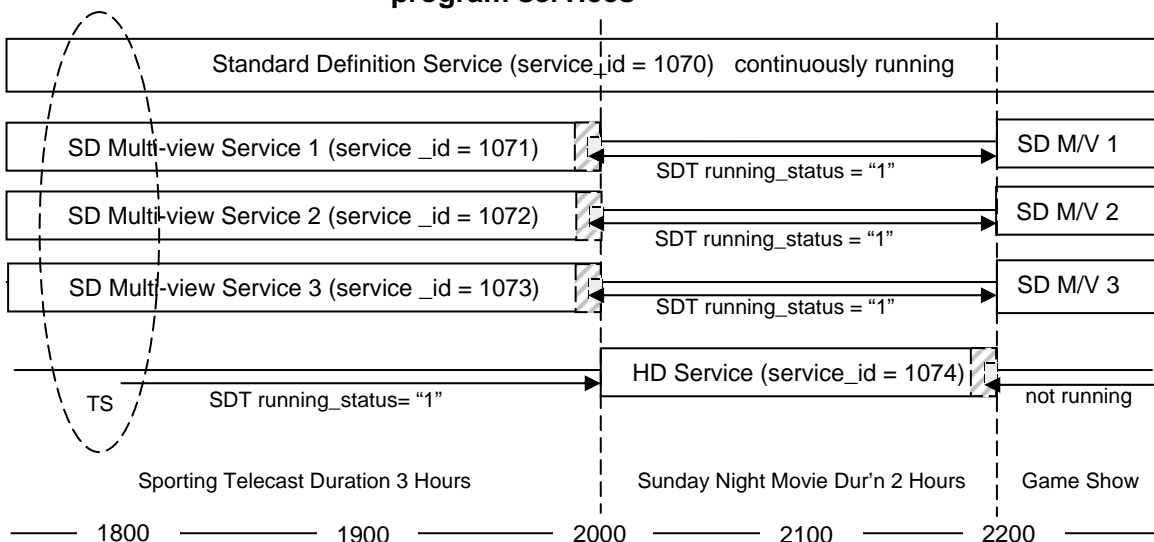 program services
Standard Definition Service (service_id = 1070) continuously running
SD Multi-view Service 1 (service _id = 1071)
SDT running_status = “1”
SD M/V 1
SD Multi-view Service 2 (service _id = 1072)
SDT running_status = “1”
SD M/V 2
SD Multi-view Service 3 (service _id = 1073)
SDT running_status = “1”
SD M/V 3
TS
SDT running_status= “1”
HD Service (service_id = 1074)
not running
Sporting Telecast Duration 3 Hours
Sunday Night Movie Dur’n 2 Hours
Game Show
1800 1900 2000 2100 2200